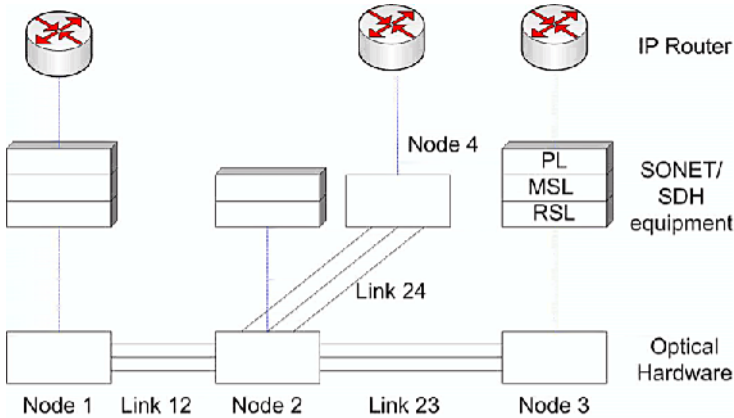 IP Router
Node 4
PL
MSL
RSL
SONET/
SDH
equipment
Link 24
Optical
Hardware
Node 1
Link 12
Node 2
Link 23
Node 3